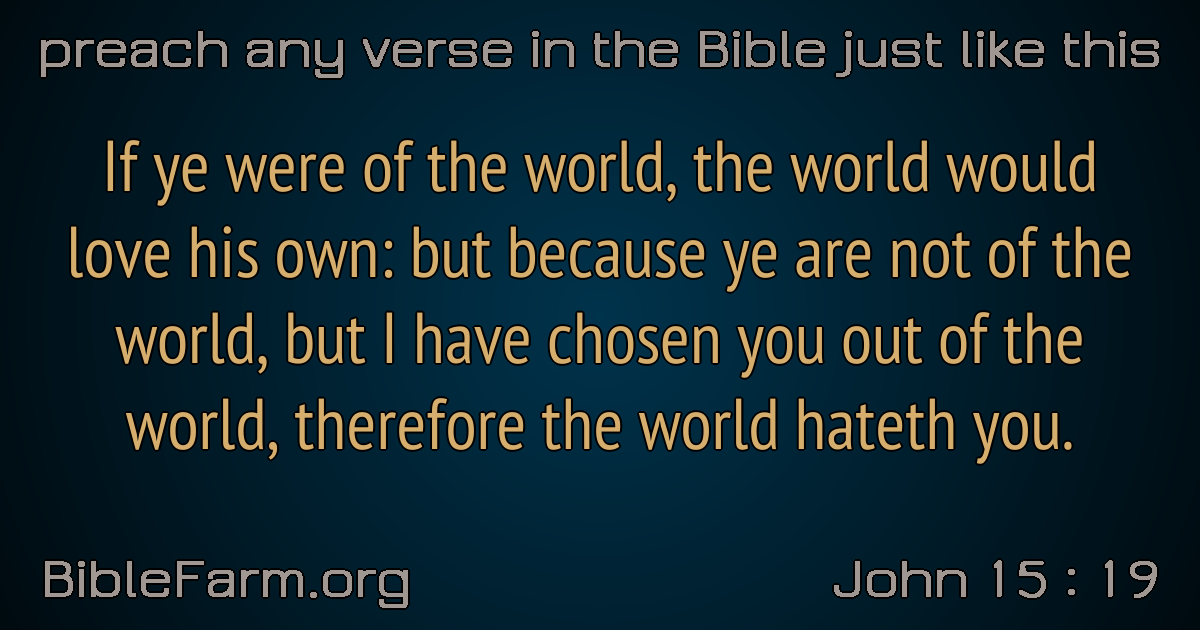 preach any verse in the Bible just like this
If ye were of the world, the world would
love his own: but because ye are not of the
world, but I have chosen you out of the
world, therefore the world hateth you.
BibleFarm.org
John 15 : 19